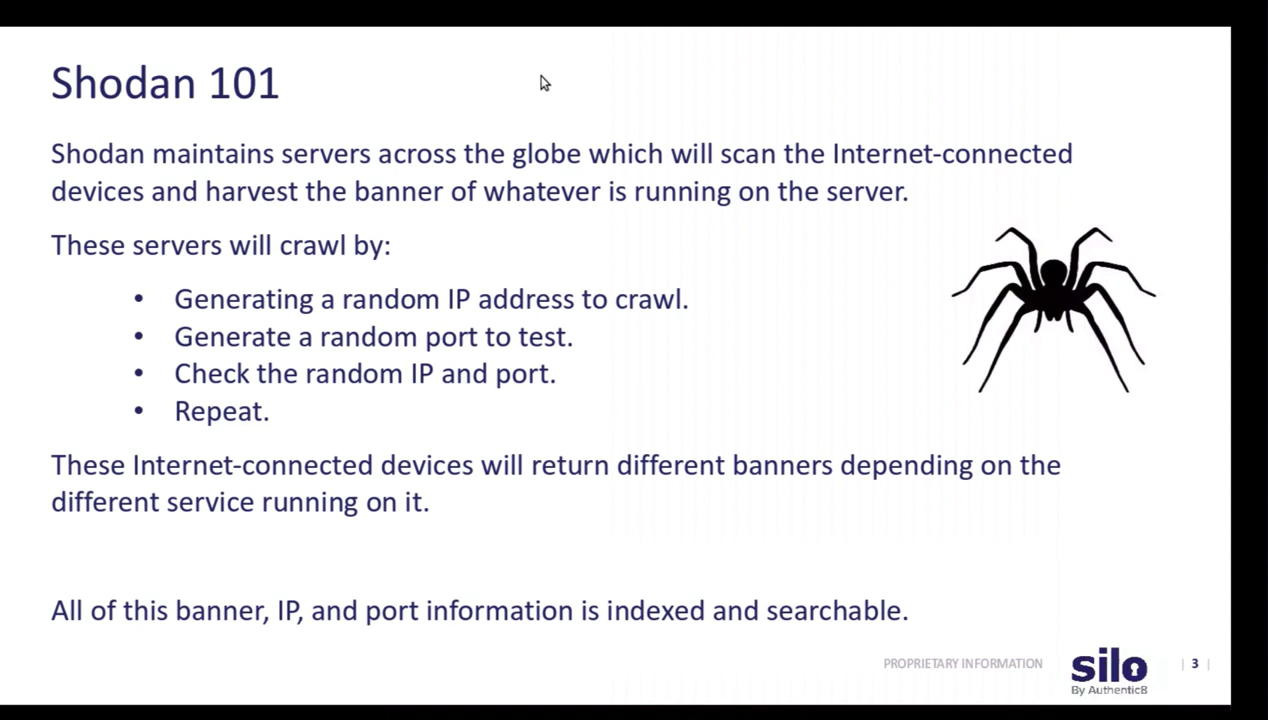 Shodan 101
Shodan maintains servers across the globe which will scan the Internet-connected
devices and harvest the banner of whatever is running on the server.
These servers will crawl by:
• Generating a random IP address to crawl.
• Generate a random port to test.
• Check the random IP and port.
• Repeat.
These Internet-connected devices will return different banners depending on the
different service running on it.
All of this banner, IP, and port information is indexed and searchable.
PROPRIETARY INFORMATION
silo
By Authentic8
| 3 |